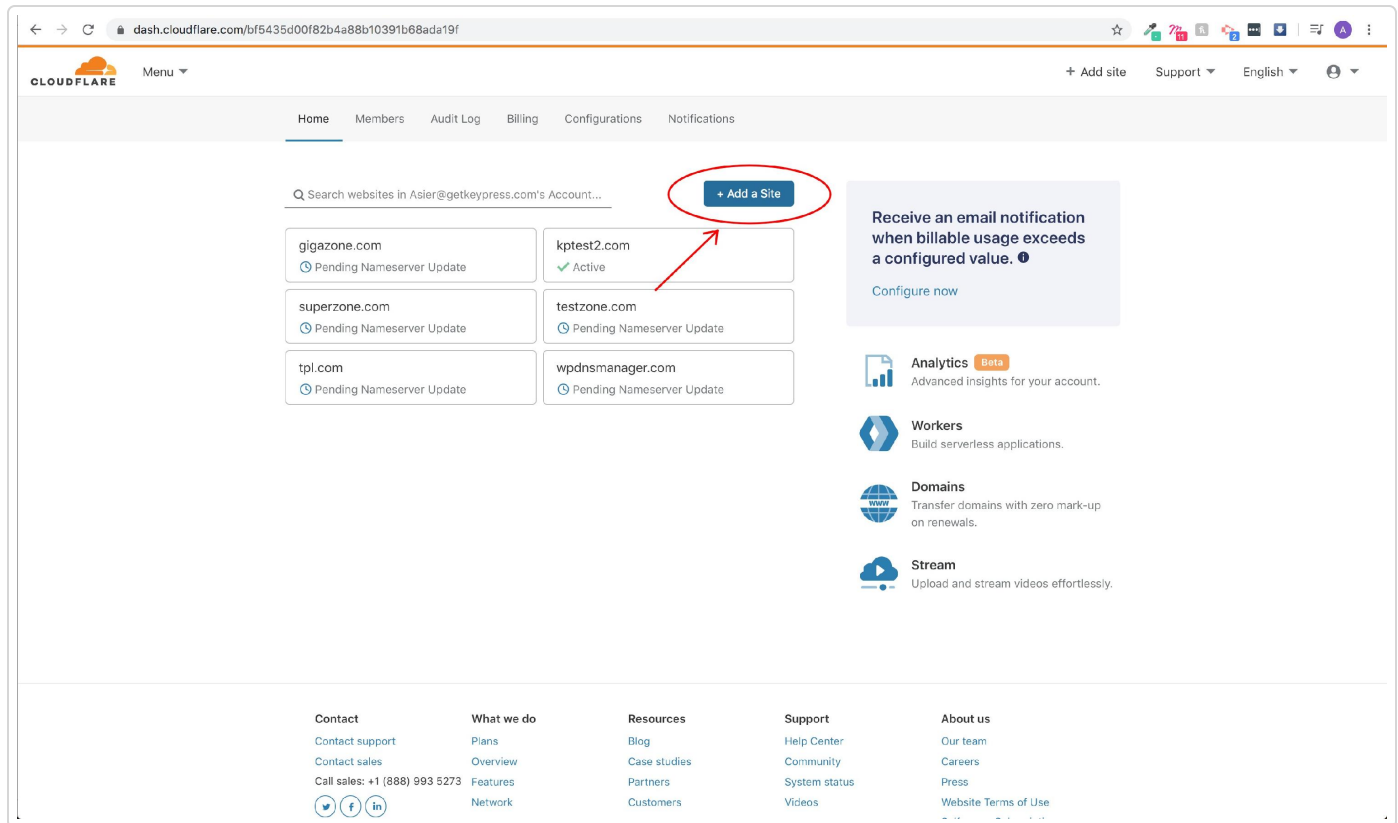 dash.cloudflare.com/bf5435d00f82b4a88b10391b68ada19f
11
2
A
CLOUDFLARE
Menu
+ Add site
Support
English
Home
Members
Audit Log
Billing
Configurations
Notifications
Search websites in Asier@getkeypress.com's Account...
+ Add a Site
gigazone.com
Pending Nameserver Update
kptest2.com
Active
superzone.com
Pending Nameserver Update
testzone.com
Pending Nameserver Update
tpl.com
Pending Nameserver Update
wpdnsmanager.com
Pending Nameserver Update
Receive an email notification
when billable usage exceeds
a configured value.
Configure now
Analytics Beta
Advanced insights for your account.
Workers
Build serverless applications.
WWW
Domains
Transfer domains with zero mark-up
on renewals.
Stream
Upload and stream videos effortlessly.
Contact
Contact support
Contact sales
Call sales: +1 (888) 993 5273
What we do
Plans
Overview
Features
Network
Resources
Blog
Case studies
Partners
Customers
Support
Help Center
Community
System status
Videos
About us
Our team
Careers
Press
Website Terms of Use